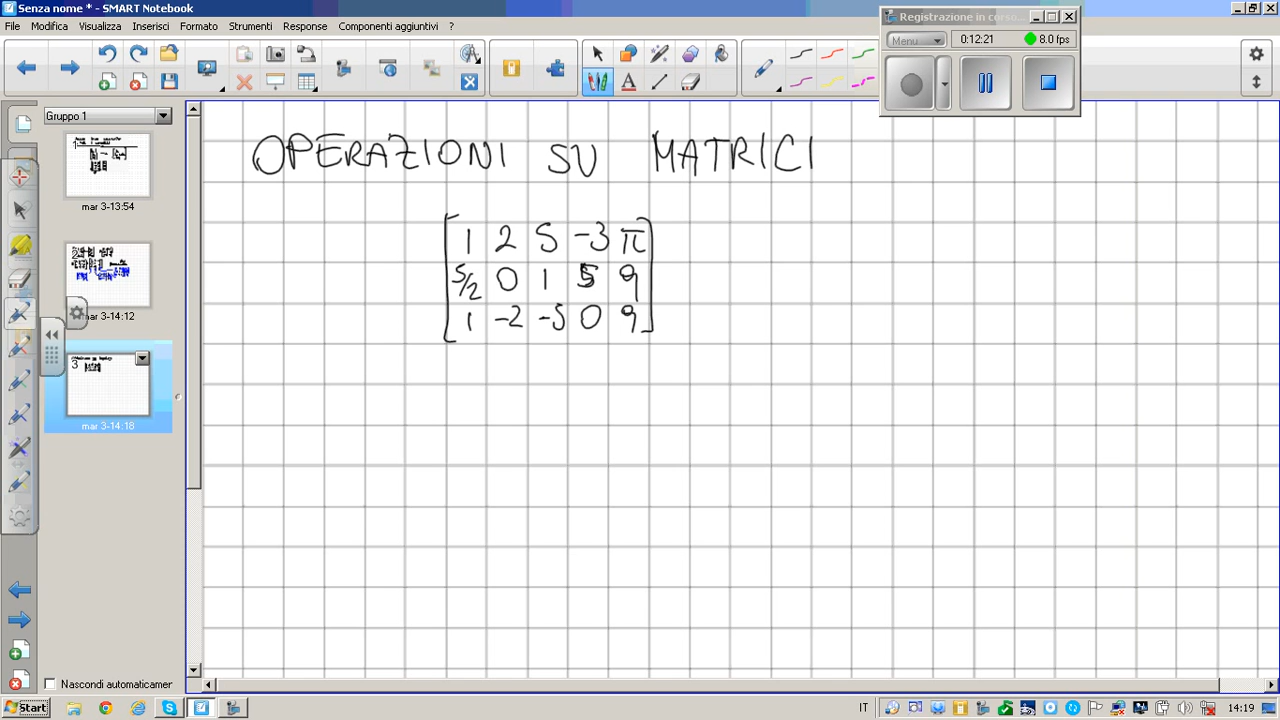 Senza nome * - SMART Notebook
File Modifica Visualizza Inserisci Formato Strumenti Response Componenti aggiuntivi ?
Registrazione in corso...
Menu 0:12:21 8.0 fps
Gruppo 1
mar 3-13:54
mar 3-14:12
3
mar 3-14:18
Nascondi automaticamer
OPERAZIONI SU MATRICI
1 2 5 -3 π
5/2 0 1 5 9
1 -2 -5 0 9
Start IT 14:19